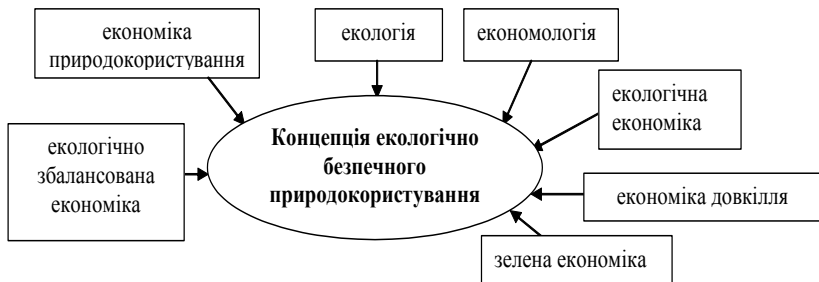 економіка
природокористування
екологія
економологія
екологічна
економіка
Концепція екологічно
безпечного
природокористування
екологічно
збалансована
економіка
економіка довкілля
зелена економіка